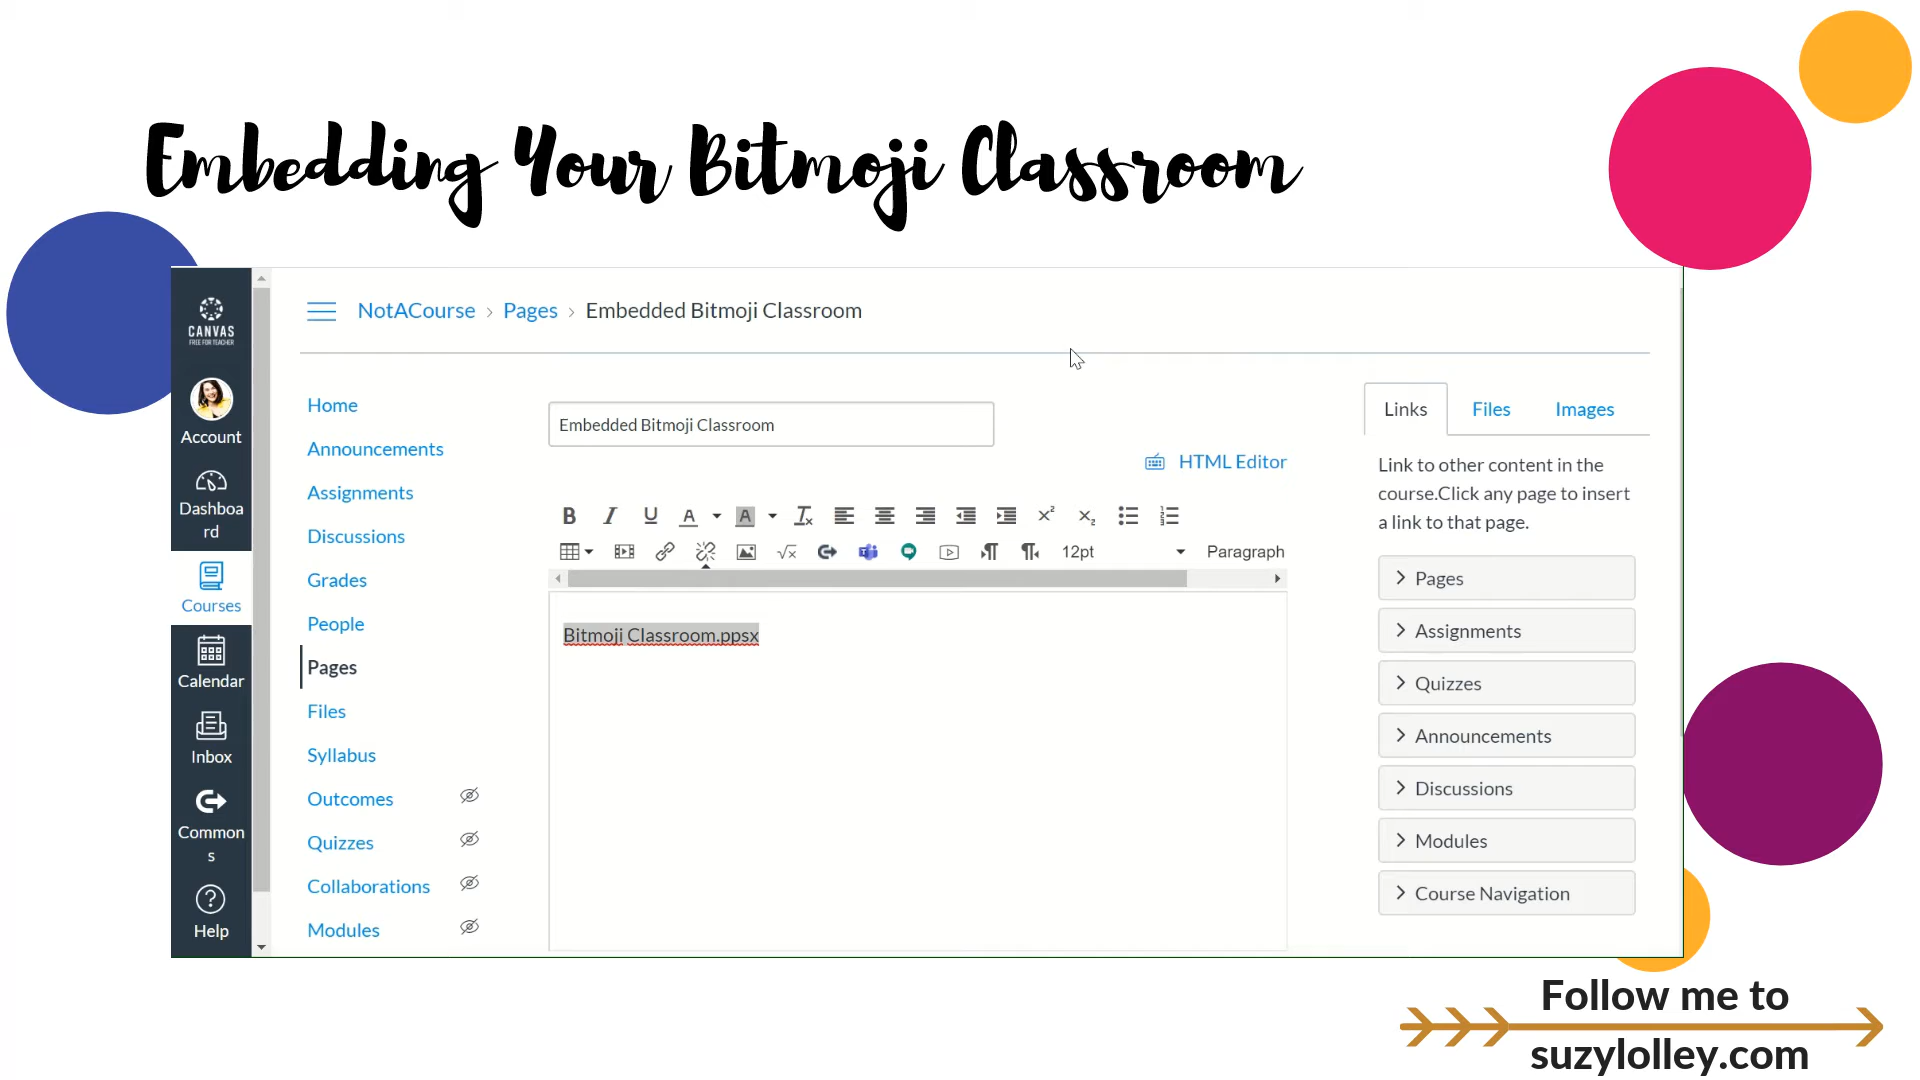 Embedding Your Bitmoji Classroom
CANVAS
FREE FOR TEACHER
Account
Dashboa
rd
Courses
Calendar
Inbox
Common
s
Help
NotACourse › Pages › Embedded Bitmoji Classroom
Home
Announcements
Assignments
Discussions
Grades
People
Pages
Files
Syllabus
Outcomes
Quizzes
Collaborations
Modules
Embedded Bitmoji Classroom
HTML Editor
12pt Paragraph
Bitmoji Classroom.ppsx
Links Files Images
Link to other content in the
course.Click any page to insert
a link to that page.
Pages
Assignments
Quizzes
Announcements
Discussions
Modules
Course Navigation
Follow me to
suzylolley.com